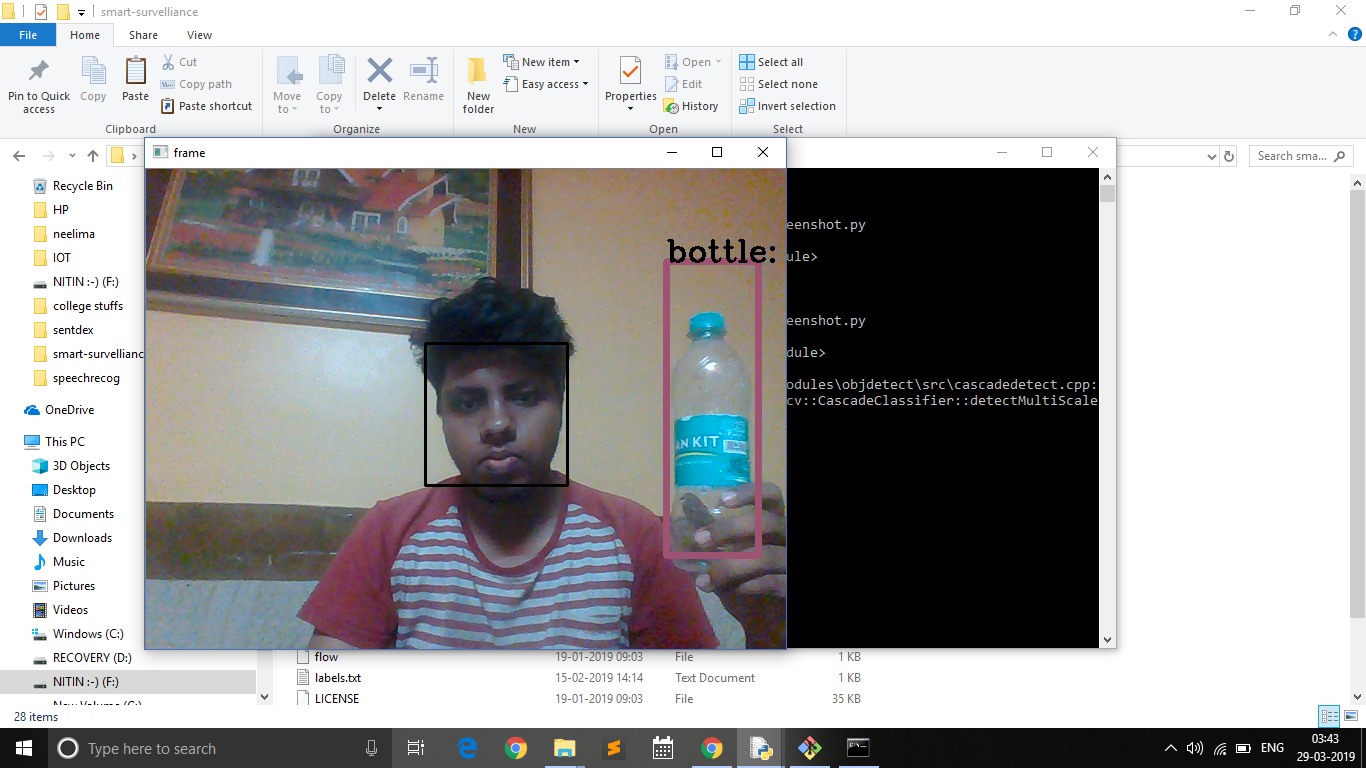 smart-survelliance
File Home Share View
Pin to Quick access
Copy
Paste
Cut
Copy path
Paste shortcut
Clipboard
Move to
Copy to
Delete
Rename
Organize
New folder
New item
Easy access
New
Properties
Open
Edit
History
Open
Select all
Select none
Invert selection
Select
Search sma...
Recycle Bin
HP
neelima
IOT
NITIN :-) (F:)
college stuffs
sentdex
smart-survelliance
speechrecog
OneDrive
This PC
3D Objects
Desktop
Documents
Downloads
Music
Pictures
Videos
Windows (C:)
RECOVERY (D:)
NITIN :-) (F:)
frame
bottle:
AN KIT
eenshot.py
ule>
eenshot.py
dule>
odules\objdetect\src\cascadedetect.cpp:
cv::CascadeClassifier::detectMultiScale
flow 19-01-2019 09:03 File 1 KB
labels.txt 15-02-2019 14:14 Text Document 1 KB
LICENSE 19-01-2019 09:03 File 35 KB
28 items
Type here to search
ENG
03:43
29-03-2019